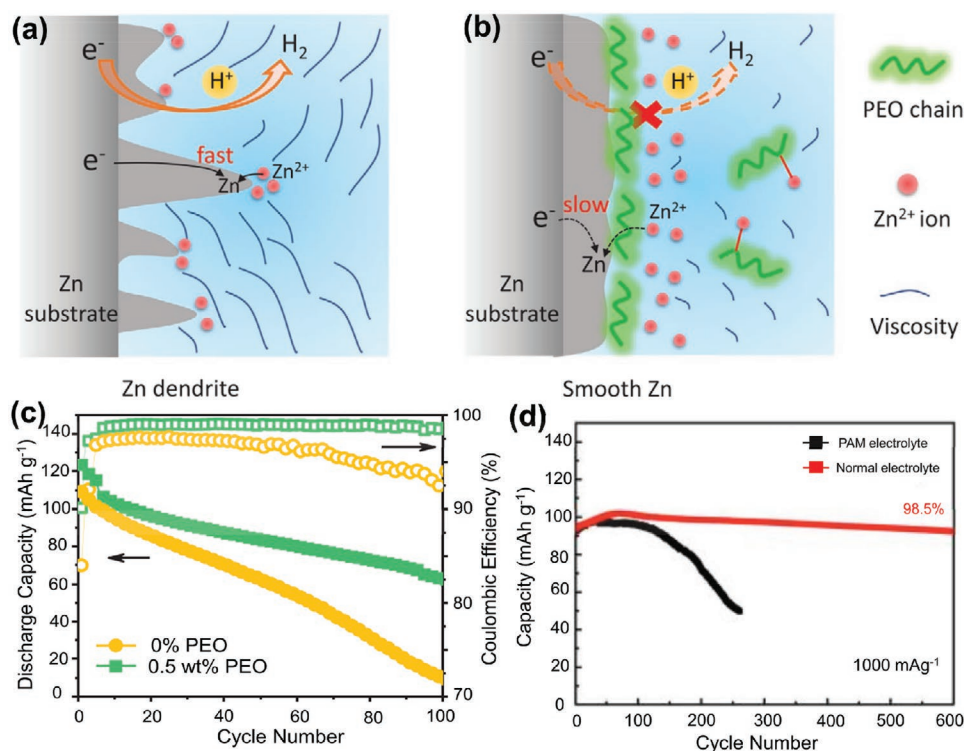 (a)
e⁻
H⁺
H₂
e⁻
fast
Zn
Zn²⁺
Zn
substrate
Zn dendrite
(b)
e⁻
H⁺
H₂
e⁻
slow
Zn²⁺
Zn
Zn
substrate
Smooth Zn
PEO chain
Zn²⁺ ion
Viscosity
(c)
Discharge Capacity (mAh g⁻¹)
140
120
100
80
60
40
20
0
0% PEO
0.5 wt% PEO
0
20
40
60
80
100
Cycle Number
100
90
80
70
Coulombic Efficiency (%)
(d)
Capacity (mAh g⁻¹)
140
120
100
80
60
40
20
0
PAM electrolyte
Normal electrolyte
98.5%
1000 mAg⁻¹
0
100
200
300
400
500
600
Cycle Number